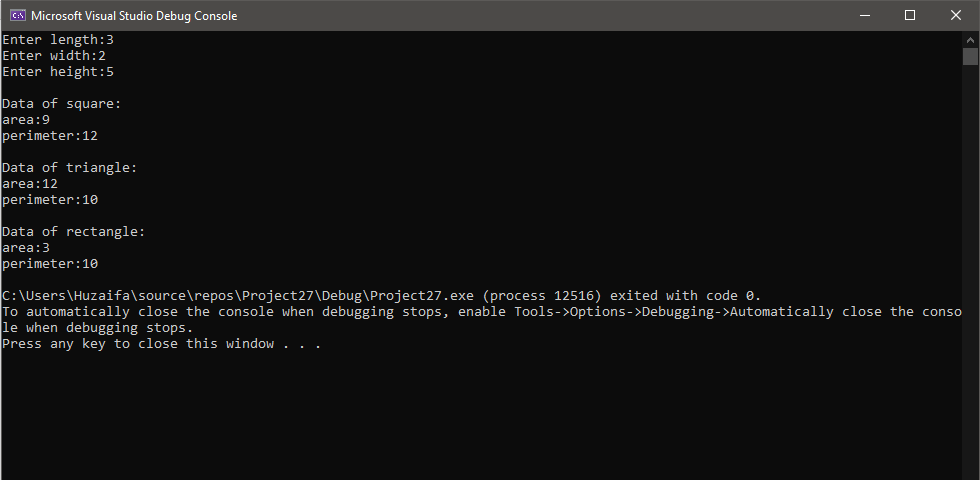 Microsoft Visual Studio Debug Console
Enter length:3
Enter width:2
Enter height:5
Data of square:
area:9
perimeter:12
Data of triangle:
area:12
perimeter:10
Data of rectangle:
area:3
perimeter:10
C:\Users\Huzaifa\source\repos\Project27\Debug\Project27.exe (process 12516) exited with code 0.
To automatically close the console when debugging stops, enable Tools->Options->Debugging->Automatically close the conso
le when debugging stops.
Press any key to close this window . . .